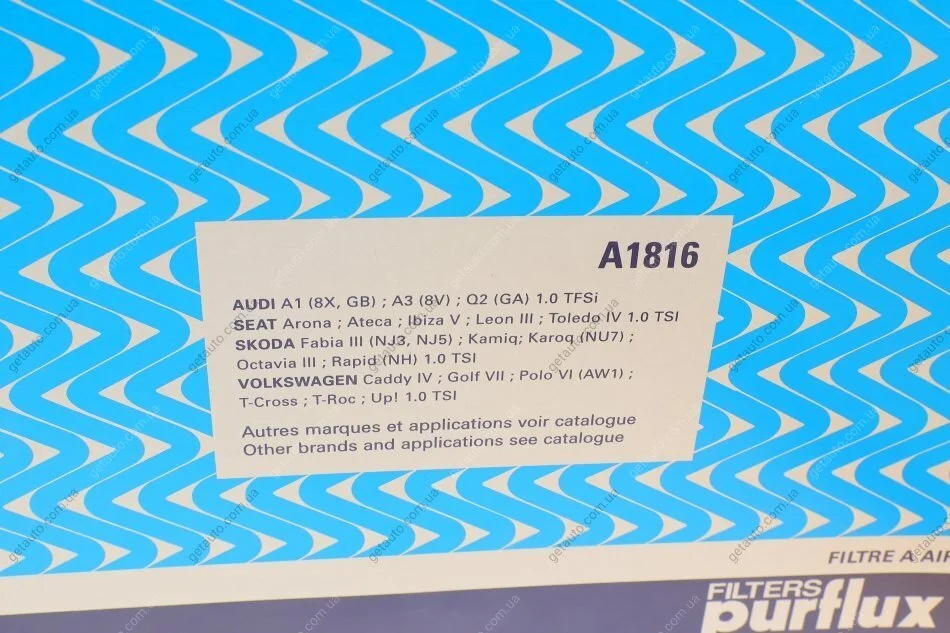 A1816
AUDI A1 (8X, GB) ; A3 (8V) ; Q2 (GA) 1.0 TFSi
SEAT Arona ; Ateca ; Ibiza V ; Leon III ; Toledo IV 1.0 TSI
SKODA Fabia III (NJ3, NJ5) ; Kamiq; Karoq (NU7) ;
Octavia III ; Rapid (NH) 1.0 TSI
VOLKSWAGEN Caddy IV ; Golf VII ; Polo VI (AW1) ;
T-Cross ; T-Roc ; Up! 1.0 TSI
Autres marques et applications voir catalogue
Other brands and applications see catalogue
FILTRE À AIR
FILTERS
purflux
getauto.com.ua